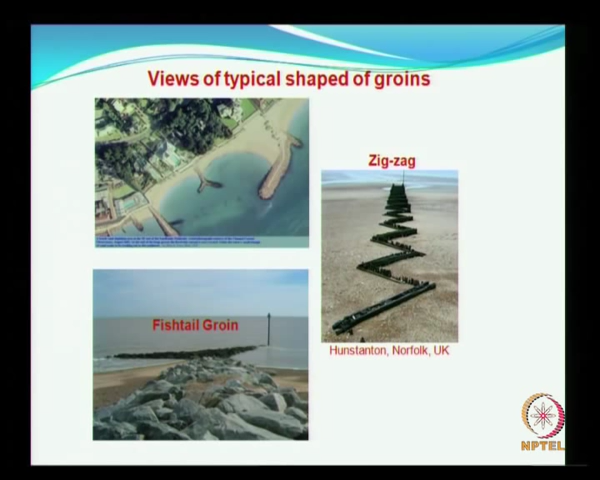 Views of typical shaped of groins
Zig-zag
Fishtail Groin
Hunstanton, Norfolk, UK
NPTEL